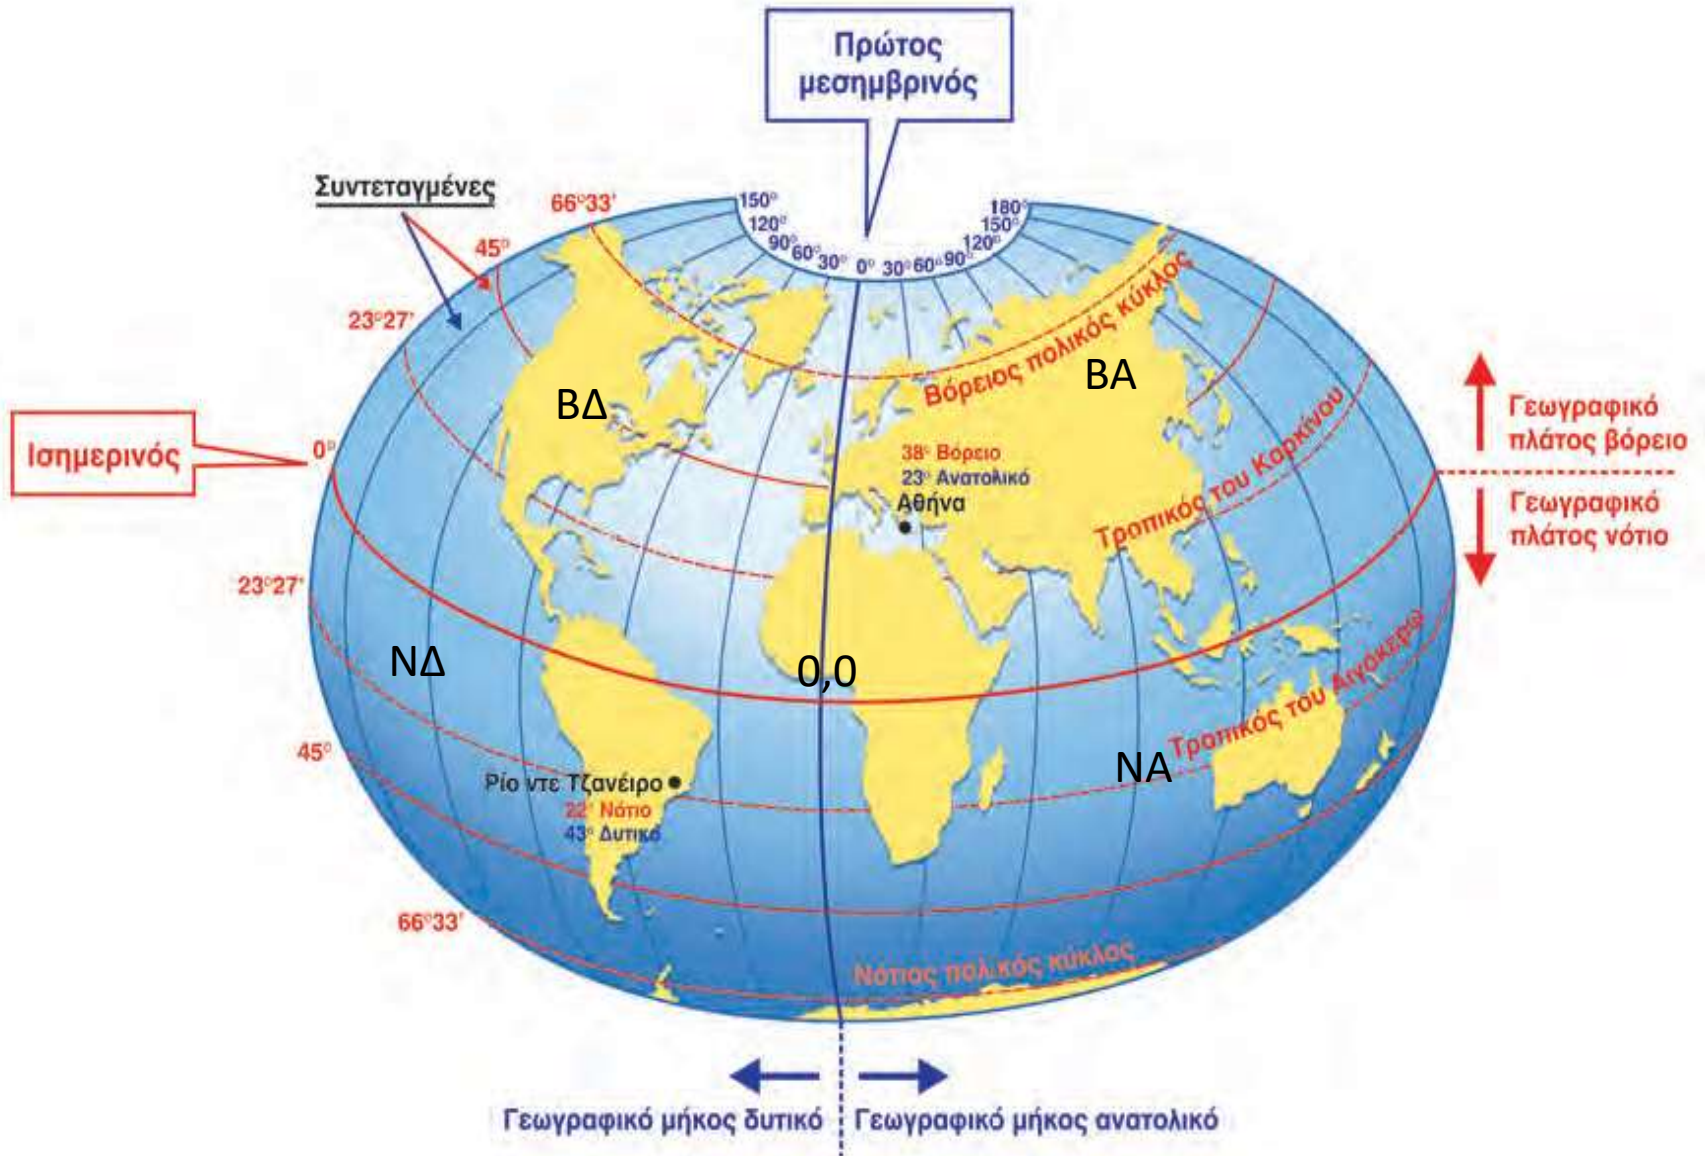 Πρώτος
μεσημβρινός
Συντεταγμένες
66°33'
150°
120°
90°
60°
30°
0°
30°
60°
90°
120°
150°
180°
45°
23°27'
Βόρειος πολικός κύκλος
ΒΔ
ΒΑ
Ισημερινός
0°
38° Βόρειο
23° Ανατολικό
Αθήνα
Τροπικός του Καρκίνου
Γεωγραφικό
πλάτος βόρειο
Γεωγραφικό
πλάτος νότιο
23°27'
ΝΔ
0,0
Τροπικός του Αιγόκερω
ΝΑ
45°
Ρίο ντε Τζανέιρο
22° Νότιο
43° Δυτικό
66°33'
Νότιος πολικός κύκλος
Γεωγραφικό μήκος δυτικό
Γεωγραφικό μήκος ανατολικό